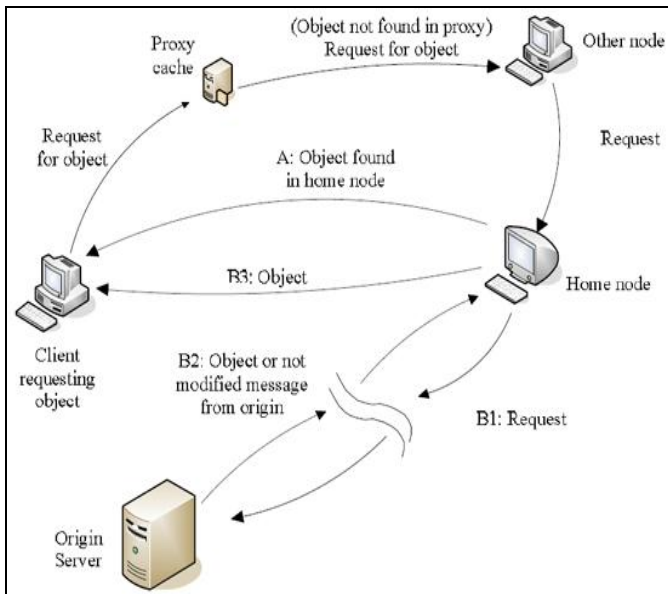 (Object not found in proxy)
Request for object
Other node
Proxy
cache
Request
for object
Request
A: Object found
in home node
B3: Object
Home node
Client
requesting
object
B2: Object or not
modified message
from origin
B1: Request
Origin
Server